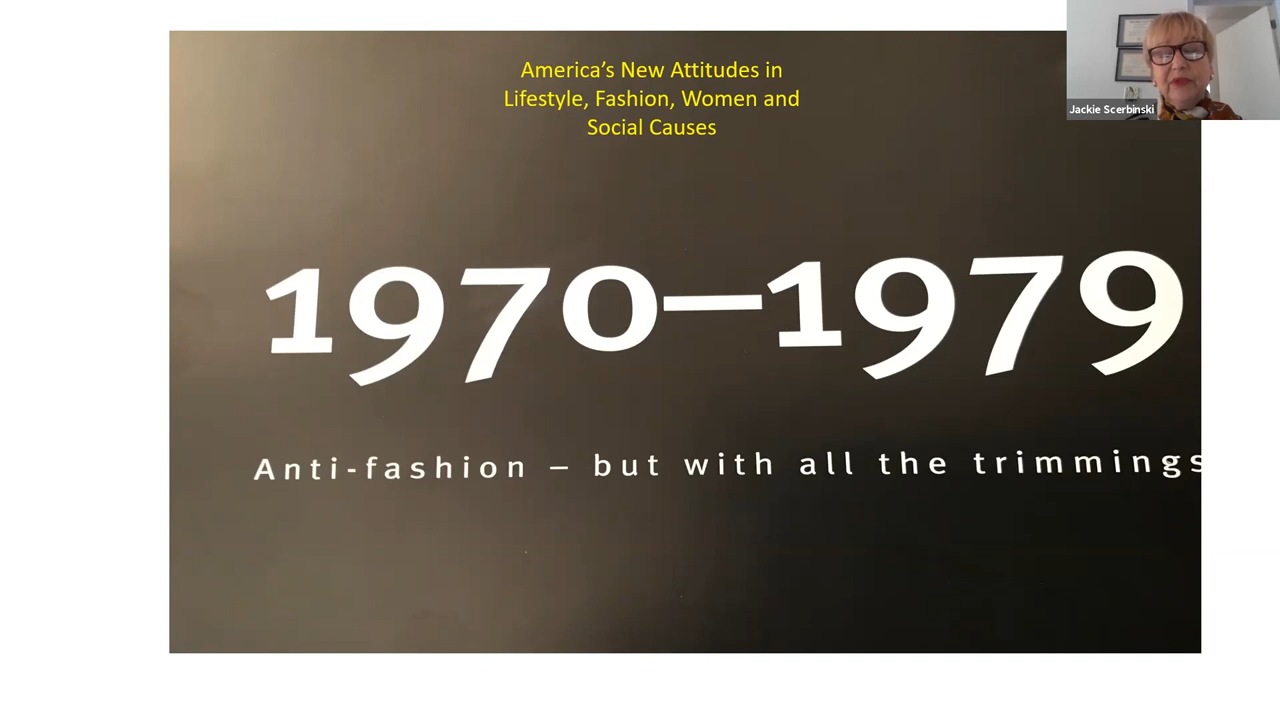 America's New Attitudes in
Lifestyle, Fashion, Women and
Social Causes
Jackie Scerbinski
1970–1979
Anti-fashion – but with all the trimmings